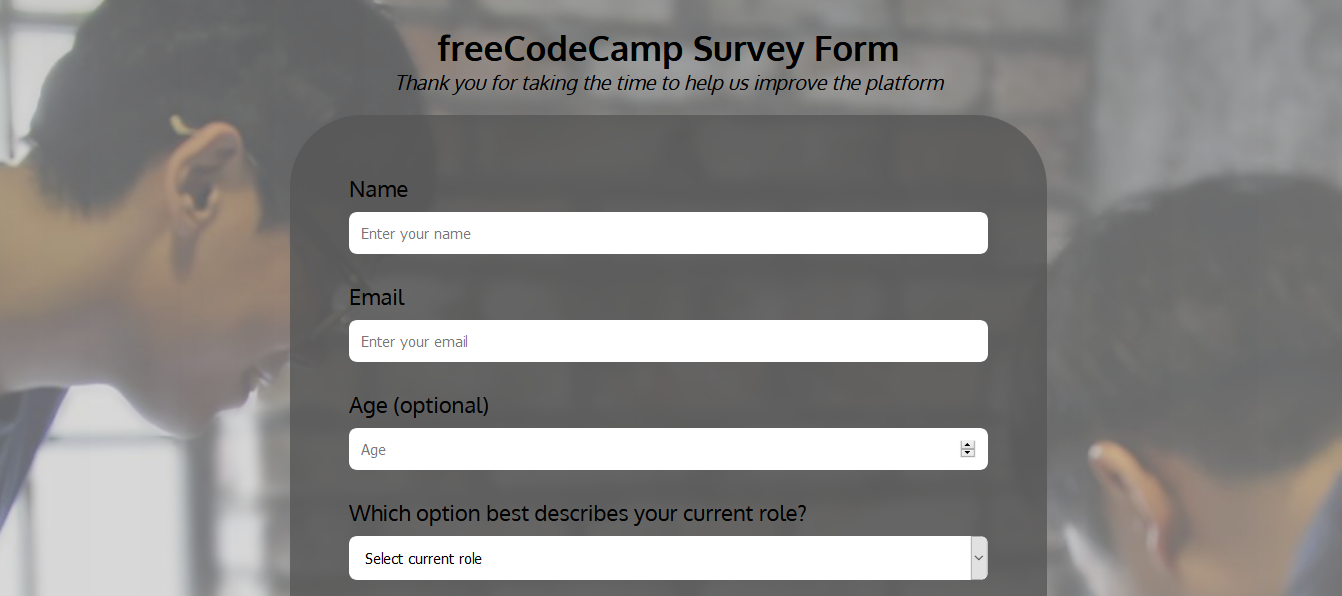 freeCodeCamp Survey Form
Thank you for taking the time to help us improve the platform
Name
Enter your name
Email
Enter your email
Age (optional)
Age
Which option best describes your current role?
Select current role